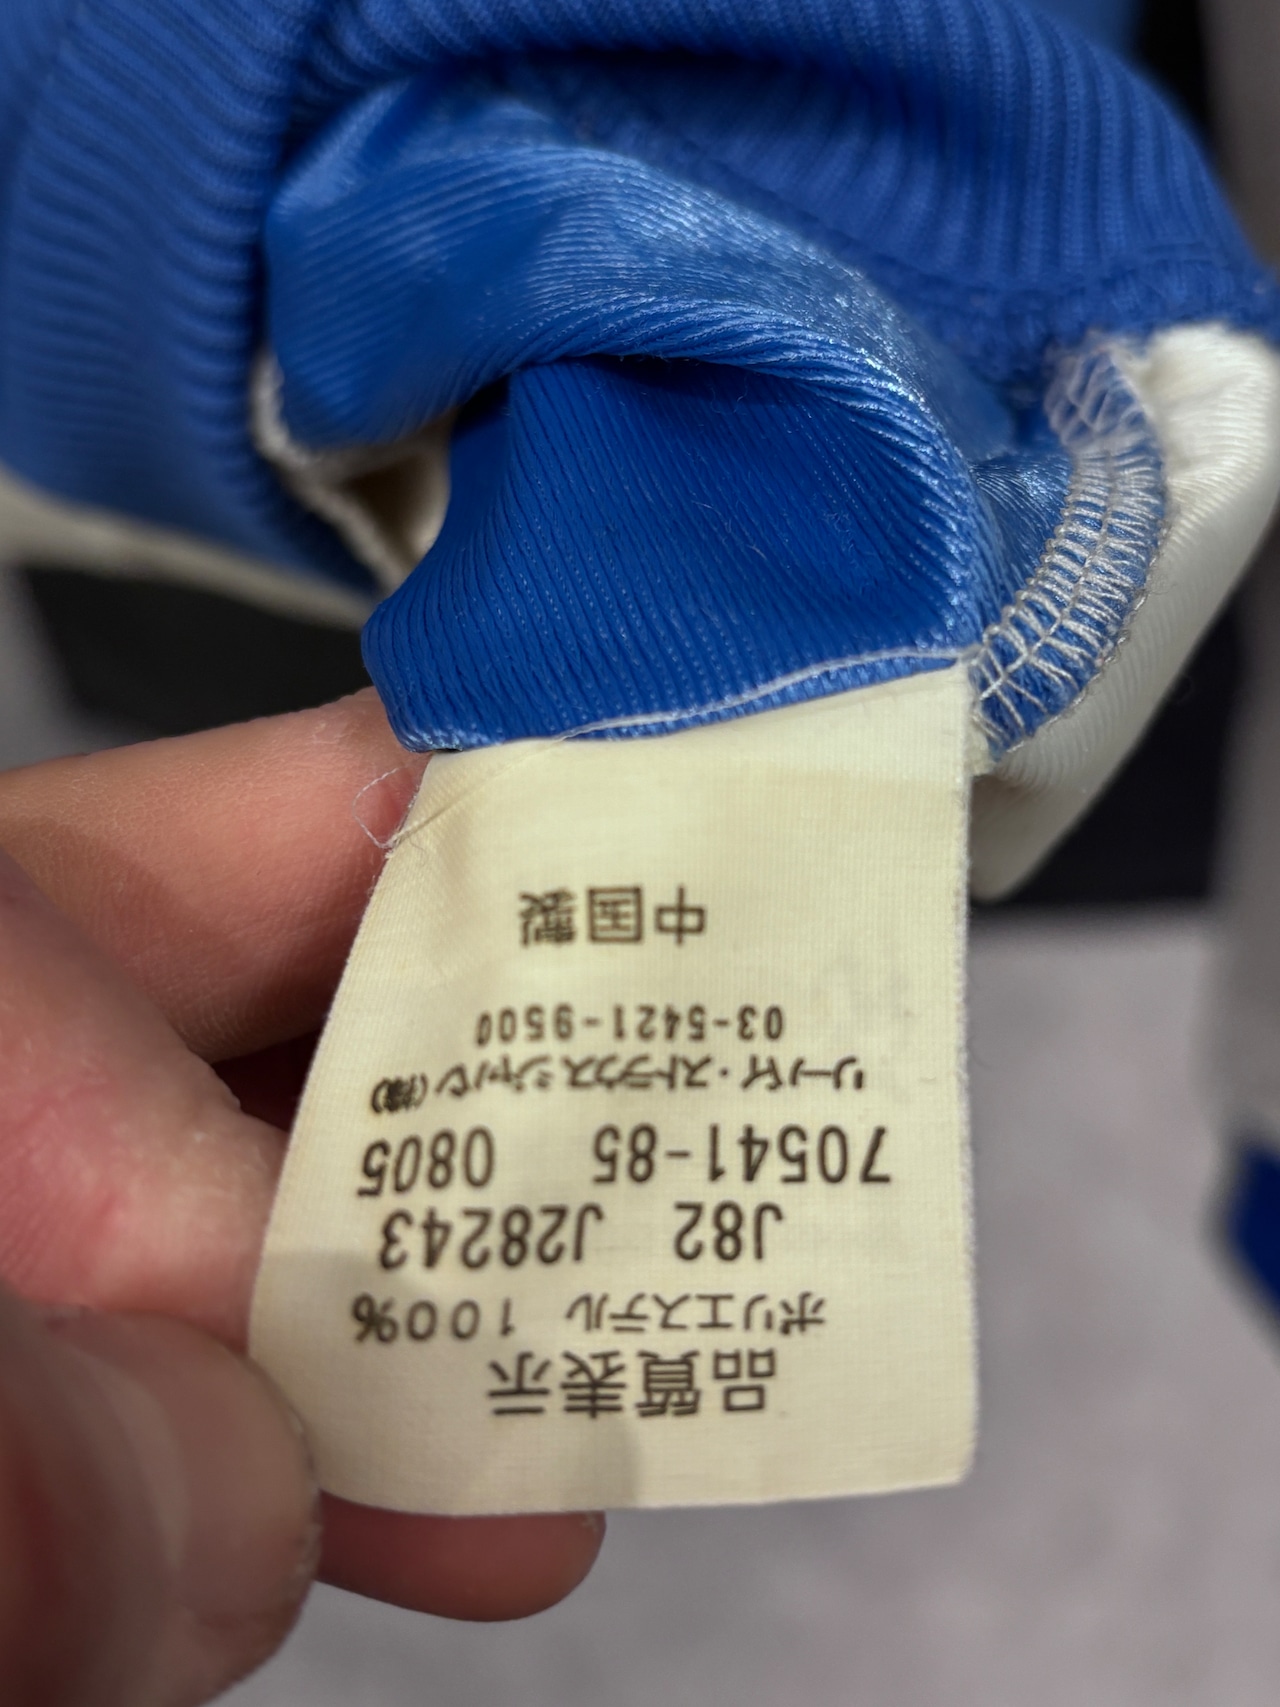 品質表示
ポリエステル 100%
J82 J28243
70541-85 0805
リーバイ・ストラウスジャパン(株)
03-5421-9500
中国製